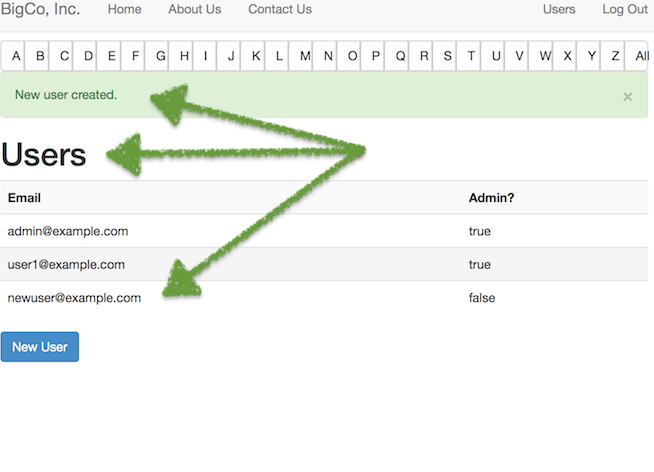 BigCo, Inc. Home About Us Contact Us Users Log Out
A B C D E F G H I J K L M N O P Q R S T U V W X Y Z All
New user created. ×
Users
Email Admin?
admin@example.com true
user1@example.com true
newuser@example.com false
New User